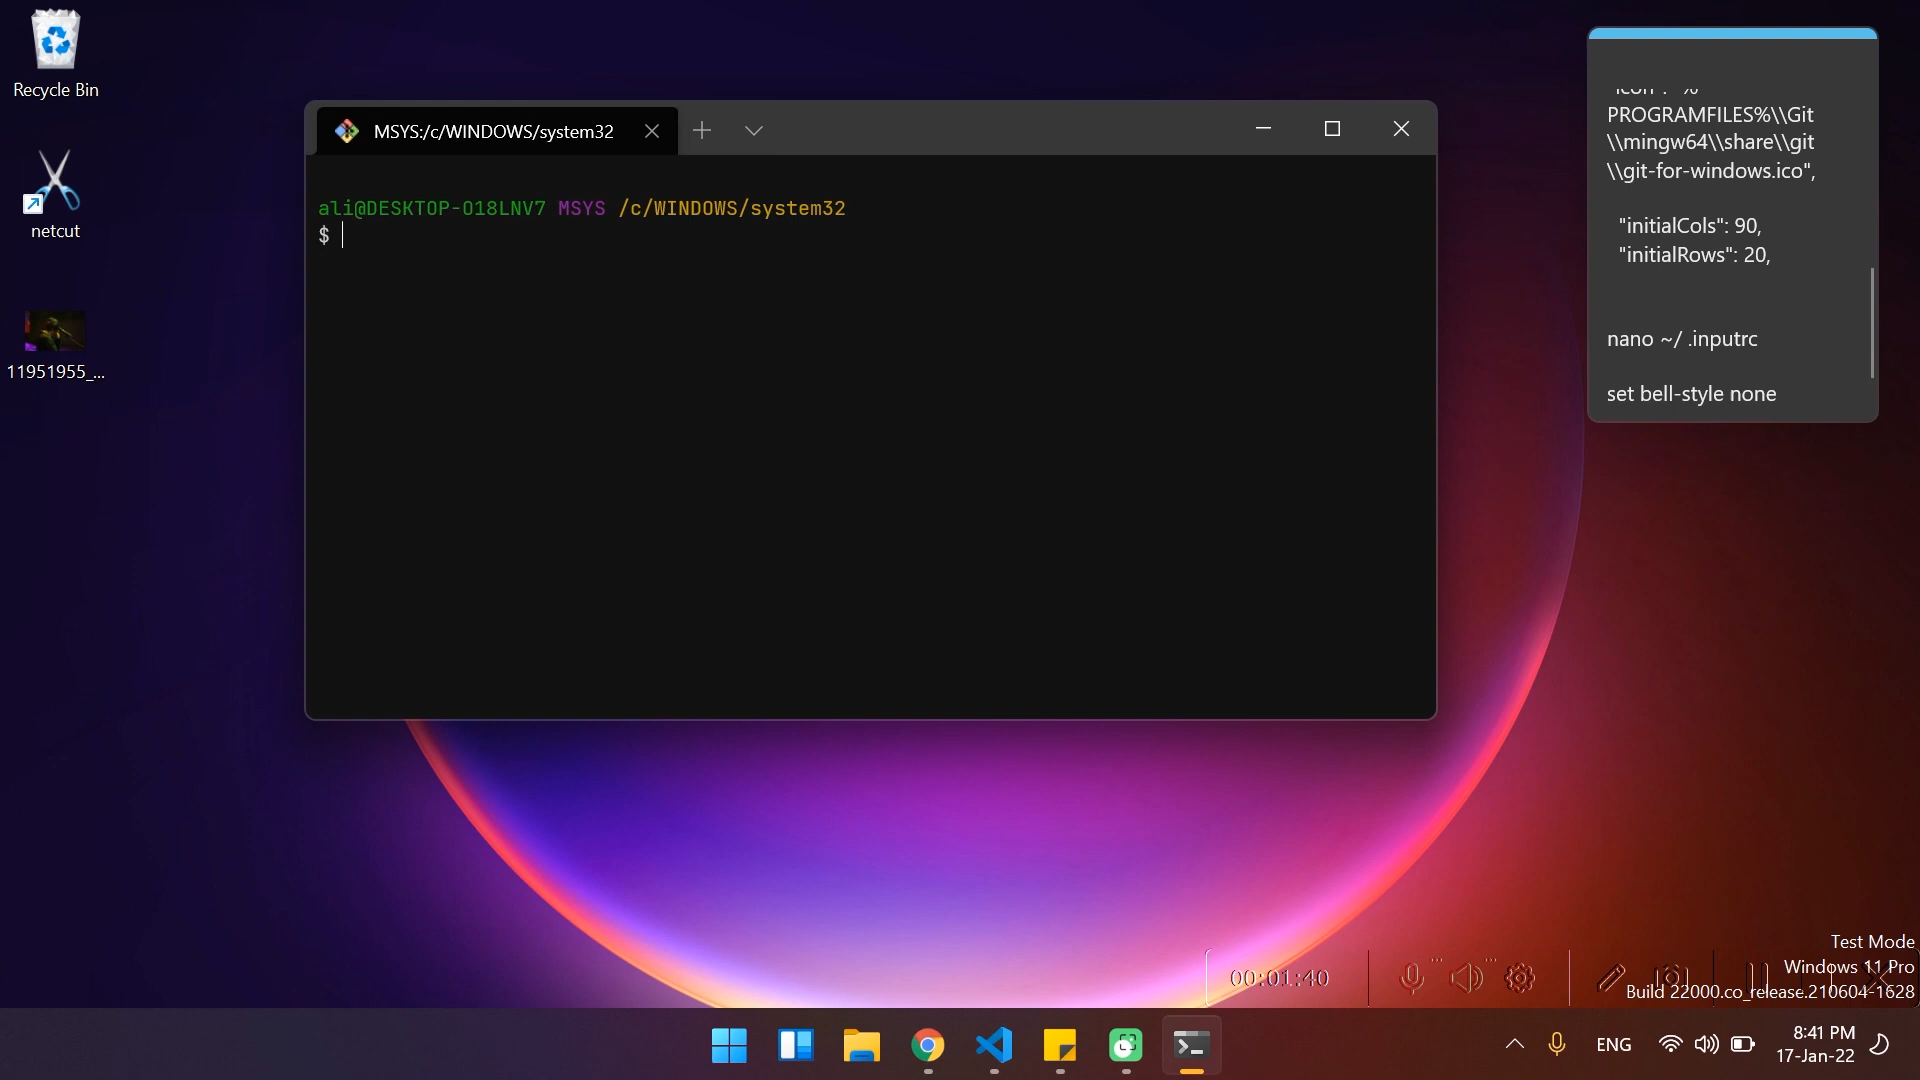 Recycle Bin
netcut
11951955_...
MSYS:/c/WINDOWS/system32
ali@DESKTOP-O18LNV7 MSYS /c/WINDOWS/system32
$
"icon": "%
PROGRAMFILES%\\Git
\\mingw64\\share\\git
\\git-for-windows.ico",
"initialCols": 90,
"initialRows": 20,
nano ~/ .inputrc
set bell-style none
00:01:40
Test Mode
Windows 11 Pro
Build 22000.co_release.210604-1628
ENG
8:41 PM
17-Jan-22